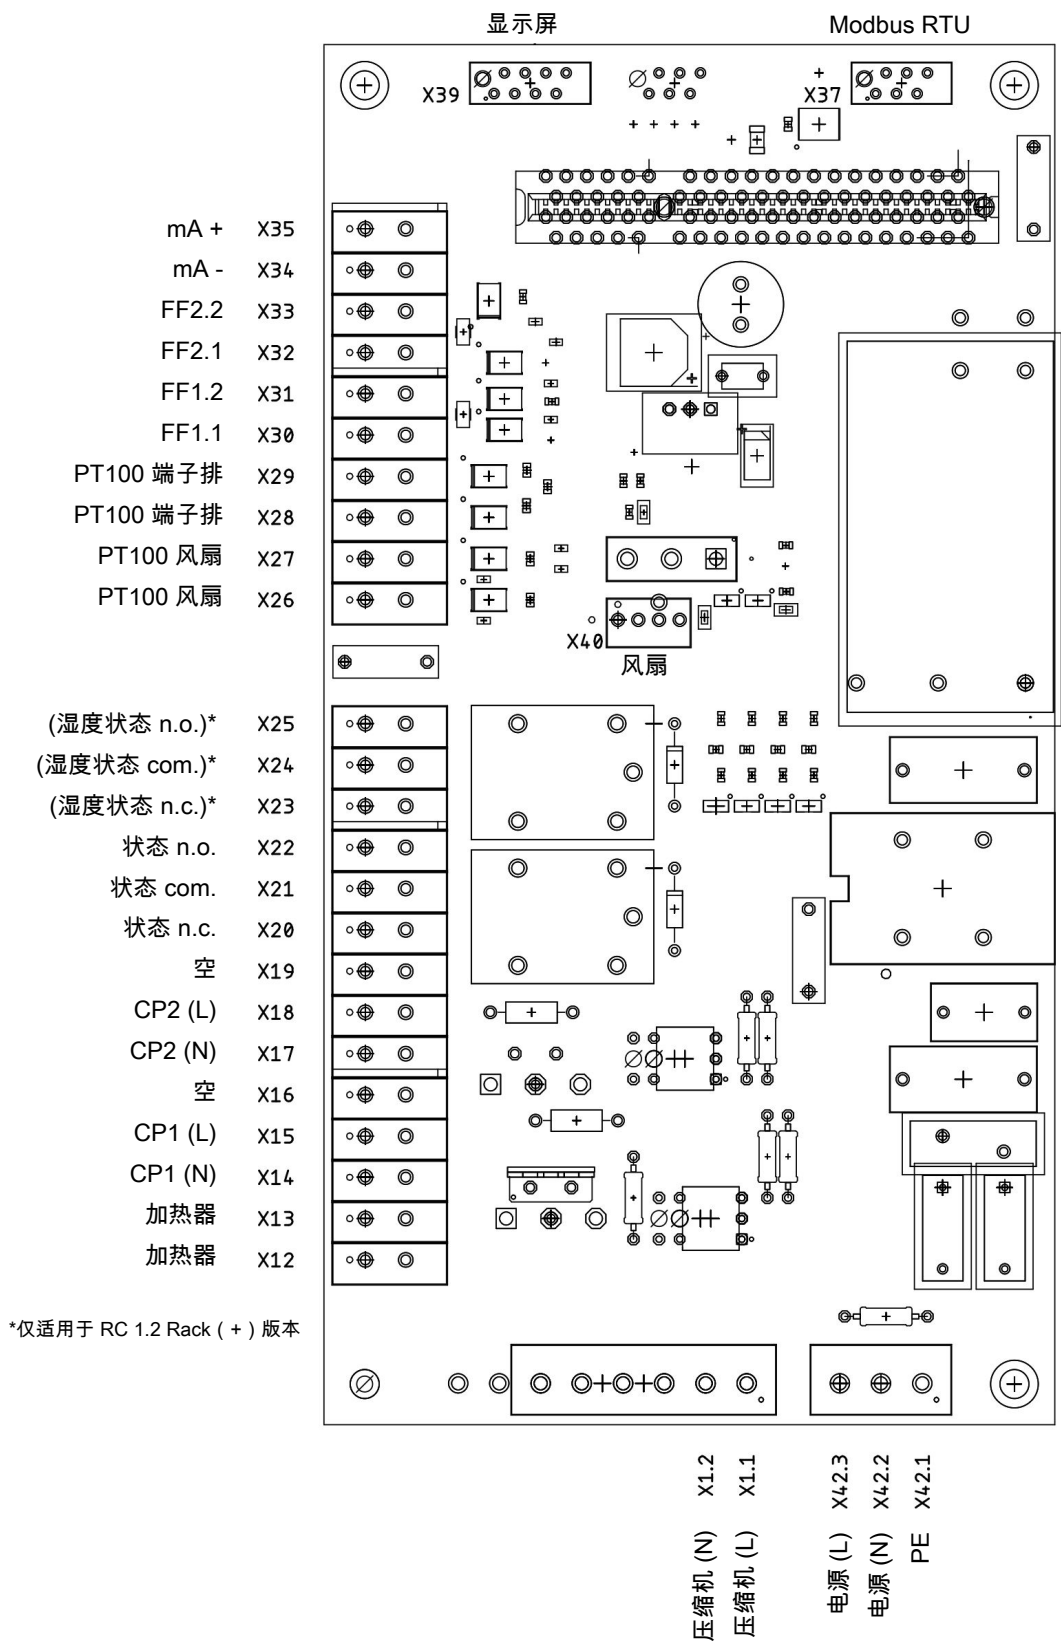 显示屏 Modbus RTU
X39 X37
mA + X35
mA - X34
FF2.2 X33
FF2.1 X32
FF1.2 X31
FF1.1 X30
PT100 端子排 X29
PT100 端子排 X28
PT100 风扇 X27
PT100 风扇 X26
X40
风扇
(湿度状态 n.o.)* X25
(湿度状态 com.)* X24
(湿度状态 n.c.)* X23
状态 n.o. X22
状态 com. X21
状态 n.c. X20
空 X19
CP2 (L) X18
CP2 (N) X17
空 X16
CP1 (L) X15
CP1 (N) X14
加热器 X13
加热器 X12
*仅适用于 RC 1.2 Rack ( + ) 版本
压缩机 (N) X1.2
压缩机 (L) X1.1
电源 (L) X42.3
电源 (N) X42.2
PE X42.1